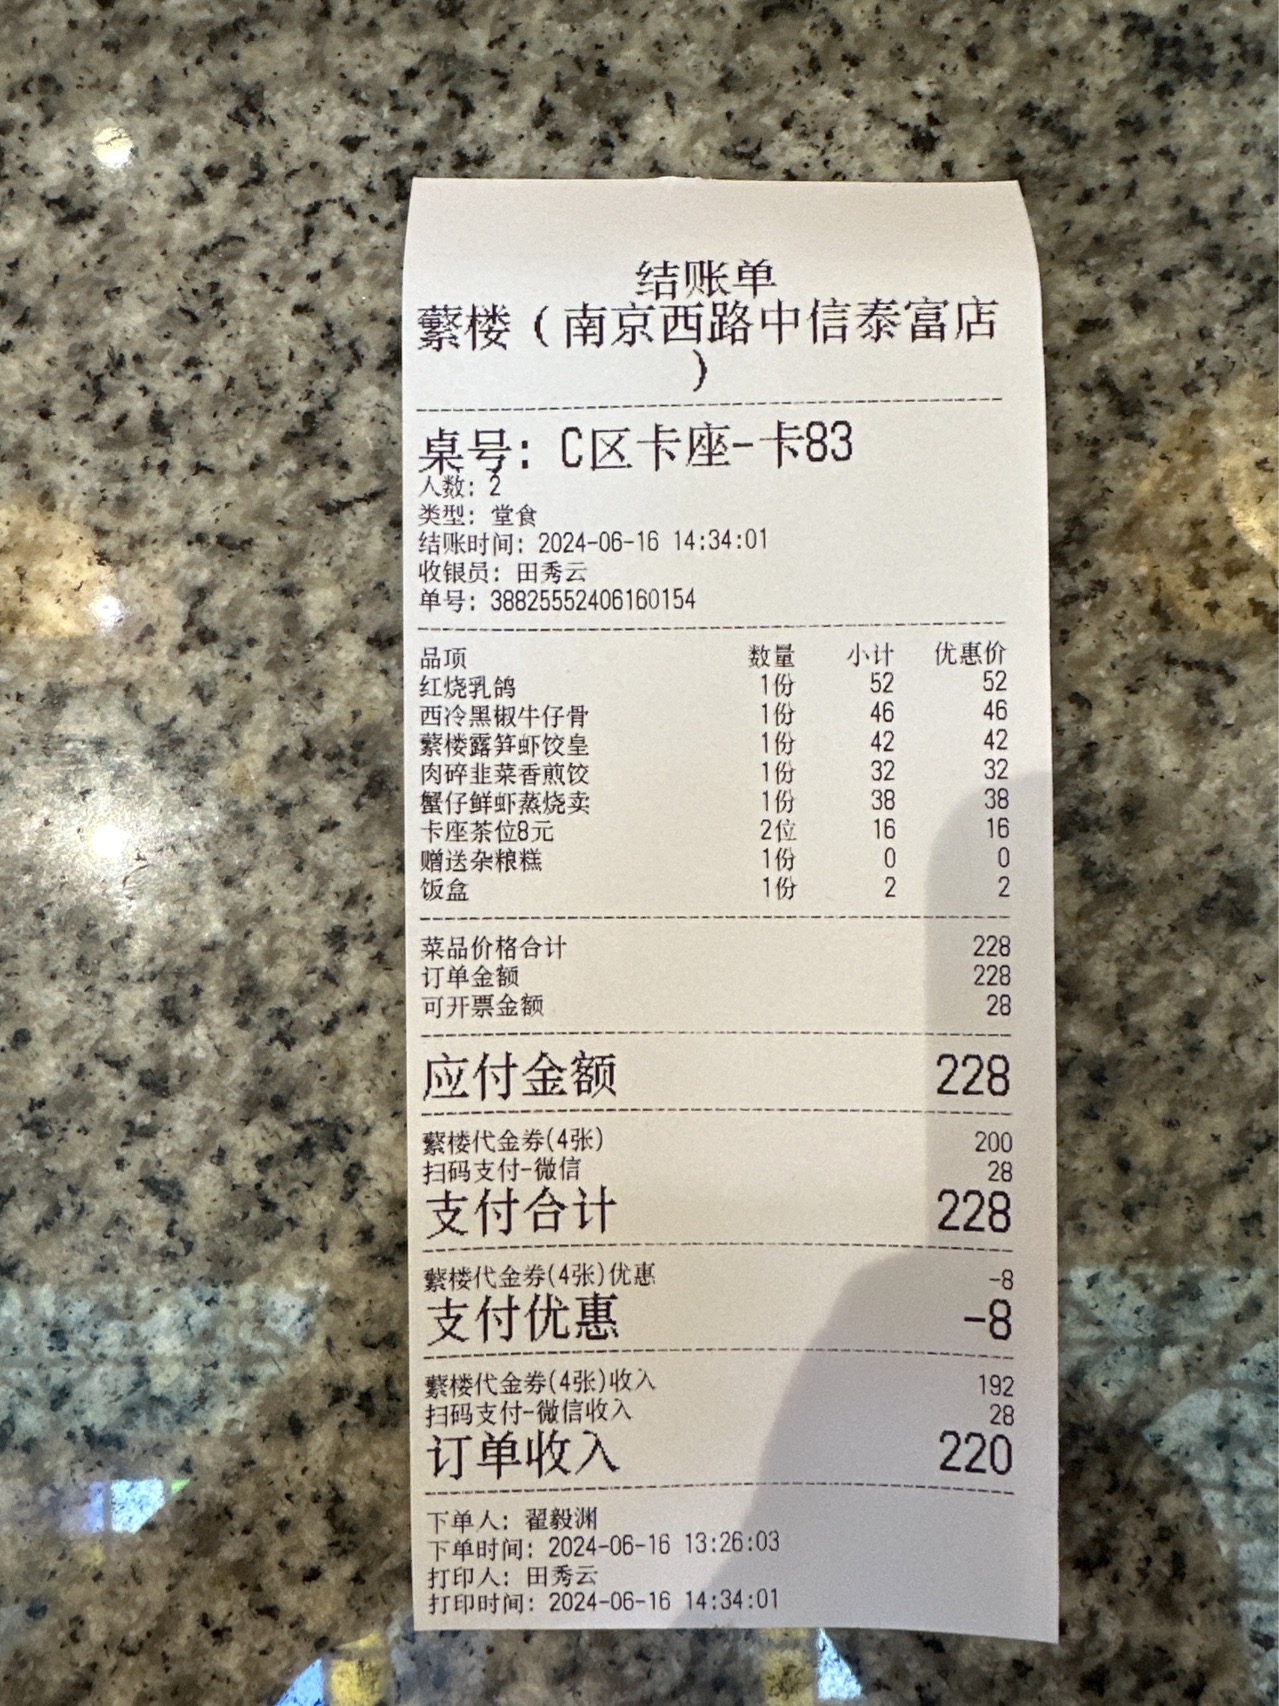 结账单
蘩楼（南京西路中信泰富店
）
桌号: C区卡座-卡83
人数: 2
类型: 堂食
结账时间: 2024-06-16 14:34:01
收银员: 田秀云
单号: 38825552406160154
品项 数量 小计 优惠价
红烧乳鸽 1份 52 52
西冷黑椒牛仔骨 1份 46 46
蘩楼露笋虾饺皇 1份 42 42
肉碎韭菜香煎饺 1份 32 32
蟹仔鲜虾蒸烧卖 1份 38 38
卡座茶位8元 2位 16 16
赠送杂粮糕 1份 0 0
饭盒 1份 2 2
菜品价格合计 228
订单金额 228
可开票金额 28
应付金额 228
蘩楼代金券(4张) 200
扫码支付-微信 28
支付合计 228
蘩楼代金券(4张)优惠 -8
支付优惠 -8
蘩楼代金券(4张)收入 192
扫码支付-微信收入 28
订单收入 220
下单人: 翟毅渊
下单时间: 2024-06-16 13:26:03
打印人: 田秀云
打印时间: 2024-06-16 14:34:01